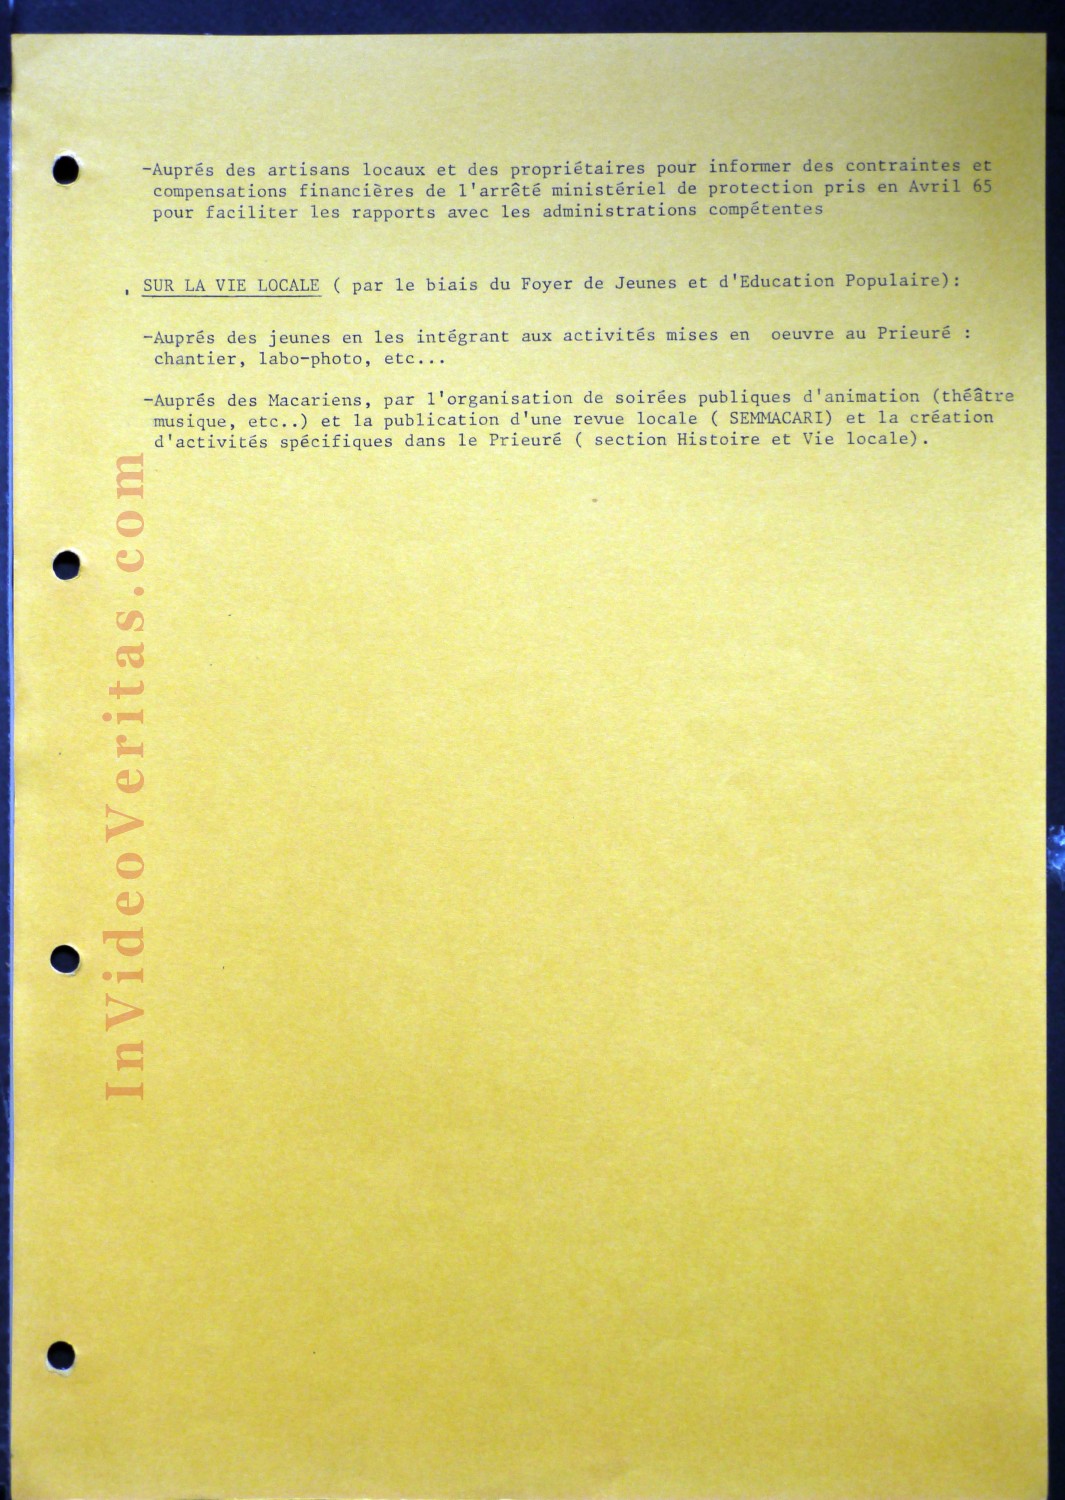 -Auprés des artisans locaux et des propriétaires pour informer des contraintes et
compensations financières de l'arrêté ministériel de protection pris en Avril 65
pour faciliter les rapports avec les administrations compétentes
. SUR LA VIE LOCALE ( par le biais du Foyer de Jeunes et d'Education Populaire):
-Auprés des jeunes en les intégrant aux activités mises en oeuvre au Prieuré :
chantier, labo-photo, etc...
-Auprés des Macariens, par l'organisation de soirées publiques d'animation (théâtre
musique, etc..) et la publication d'une revue locale ( SEMMACARI) et la création
d'activités spécifiques dans le Prieuré ( section Histoire et Vie locale).
InVideoVeritas.com